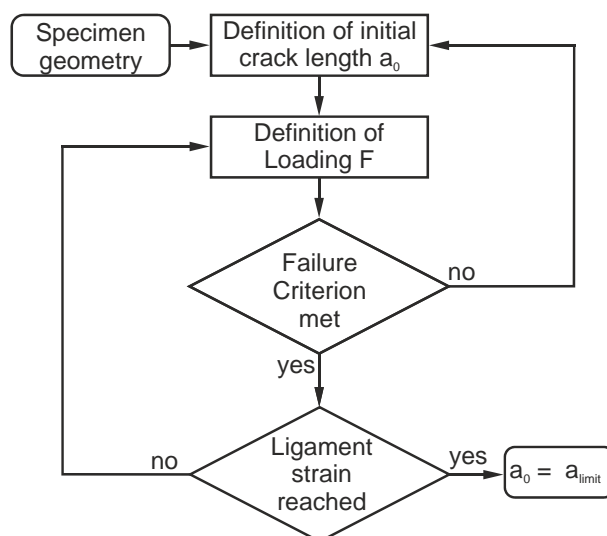 Specimen
geometry
Definition of initial
crack length a₀
Definition of
Loading F
Failure
Criterion
met
no
yes
Ligament
strain
reached
no
yes
a₀ = a_limit